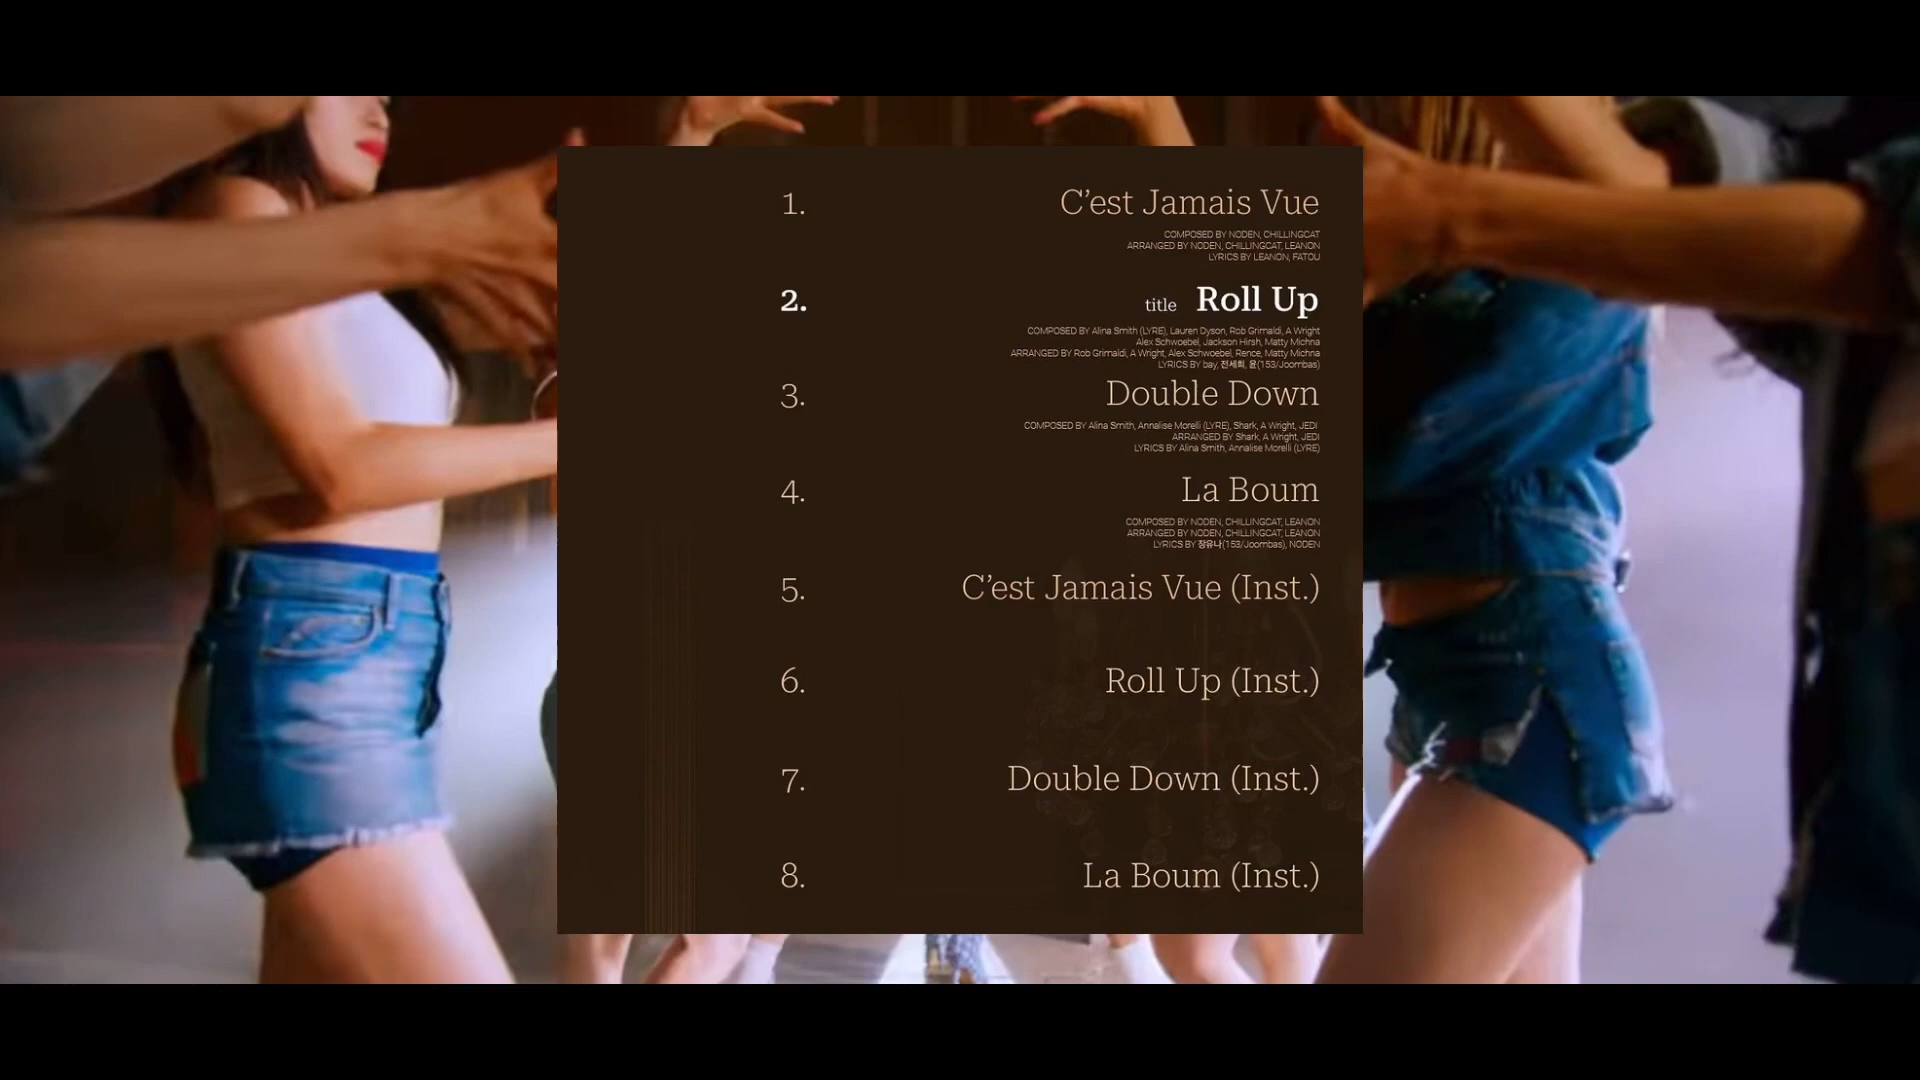 1. C’est Jamais Vue
COMPOSED BY NODEN, CHILLINGCAT
ARRANGED BY NODEN, CHILLINGCAT, LEANON
LYRICS BY LEANON, FATOU
2. title Roll Up
COMPOSED BY Alina Smith (LYRE), Lauren Dyson, Rob Grimaldi, A Wright
Alex Schwoebel, Jackson Hirsh, Matty Michna
ARRANGED BY Rob Grimaldi, A Wright, Alex Schwoebel, Rence, Matty Michna
LYRICS BY bay, 전세희, 윤(153/Joombas)
3. Double Down
COMPOSED BY Alina Smith, Annalise Morelli (LYRE), Shark, A Wright, JEDI
ARRANGED BY Shark, A Wright, JEDI
LYRICS BY Alina Smith, Annalise Morelli (LYRE)
4. La Boum
COMPOSED BY NODEN, CHILLINGCAT, LEANON
ARRANGED BY NODEN, CHILLINGCAT, LEANON
LYRICS BY 장유나(153/Joombas), NODEN
5. C’est Jamais Vue (Inst.)
6. Roll Up (Inst.)
7. Double Down (Inst.)
8. La Boum (Inst.)